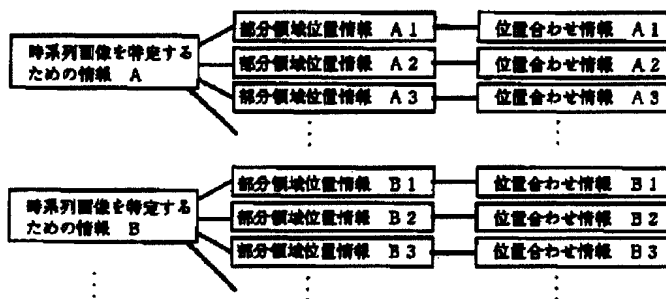 部分領域位置情報 A1
位置合わせ情報 A1
時系列画像を特定する
ための情報 A
部分領域位置情報 A2
位置合わせ情報 A2
部分領域位置情報 A3
位置合わせ情報 A3
部分領域位置情報 B1
位置合わせ情報 B1
時系列画像を特定する
ための情報 B
部分領域位置情報 B2
位置合わせ情報 B2
部分領域位置情報 B3
位置合わせ情報 B3